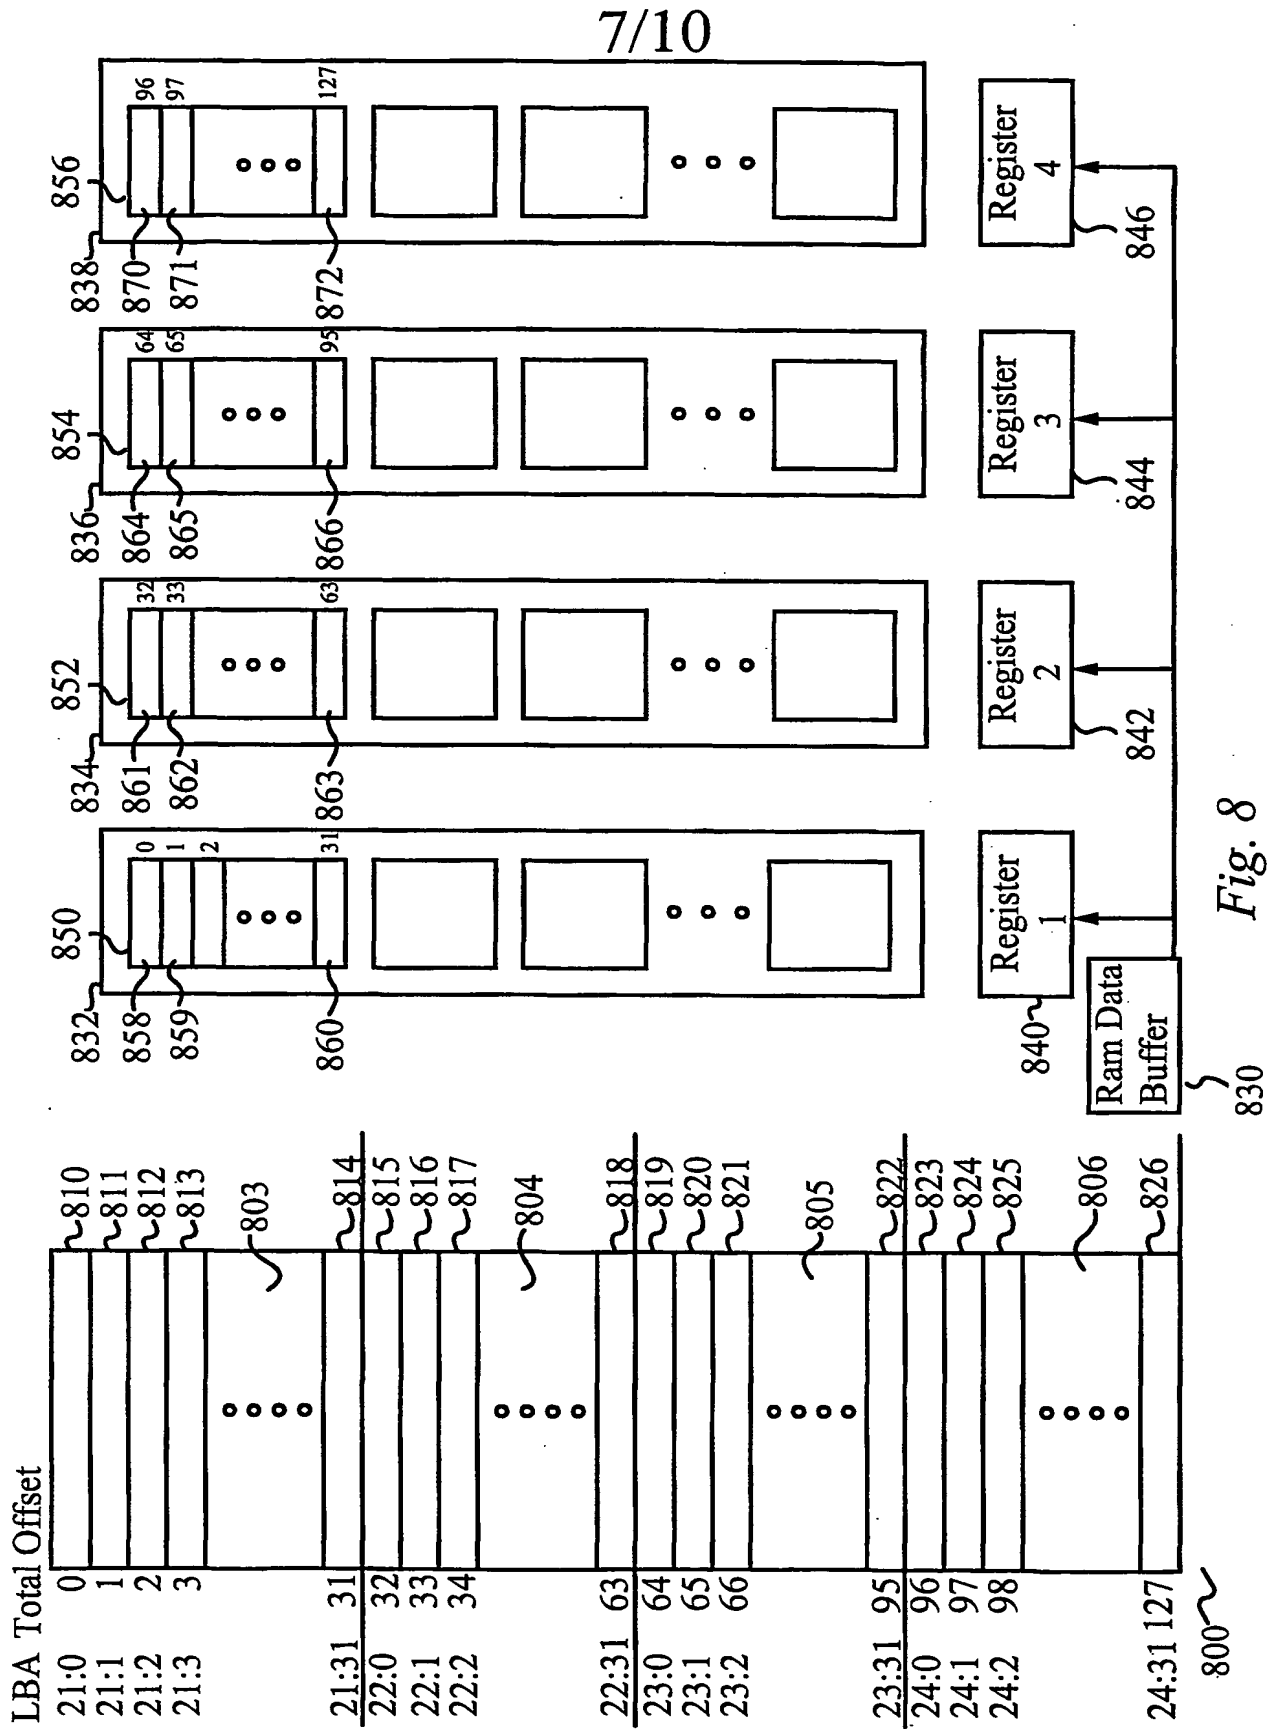 7/10
LBA Total Offset
21:0 0 810
21:1 1 811
21:2 2 812
21:3 3 813
803
21:31 31 814
22:0 32 815
22:1 33 816
22:2 34 817
804
22:31 63 818
23:0 64 819
23:1 65 820
23:2 66 821
805
23:31 95 822
24:0 96 823
24:1 97 824
24:2 98 825
806
24:31 127 826
800
832
850
858
859
860
0
1
2
31
834
852
861
862
863
32
33
63
836
854
864
865
866
64
65
95
838
856
870
871
872
96
97
127
Register
1
840
Register
2
842
Register
3
844
Register
4
846
Ram Data
Buffer
830
Fig. 8